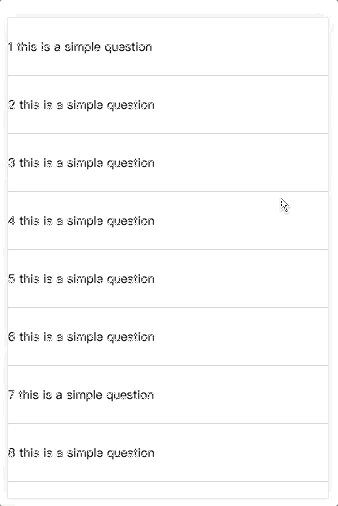 1 this is a simple question
2 this is a simple question
3 this is a simple question
4 this is a simple question
5 this is a simple question
6 this is a simple question
7 this is a simple question
8 this is a simple question